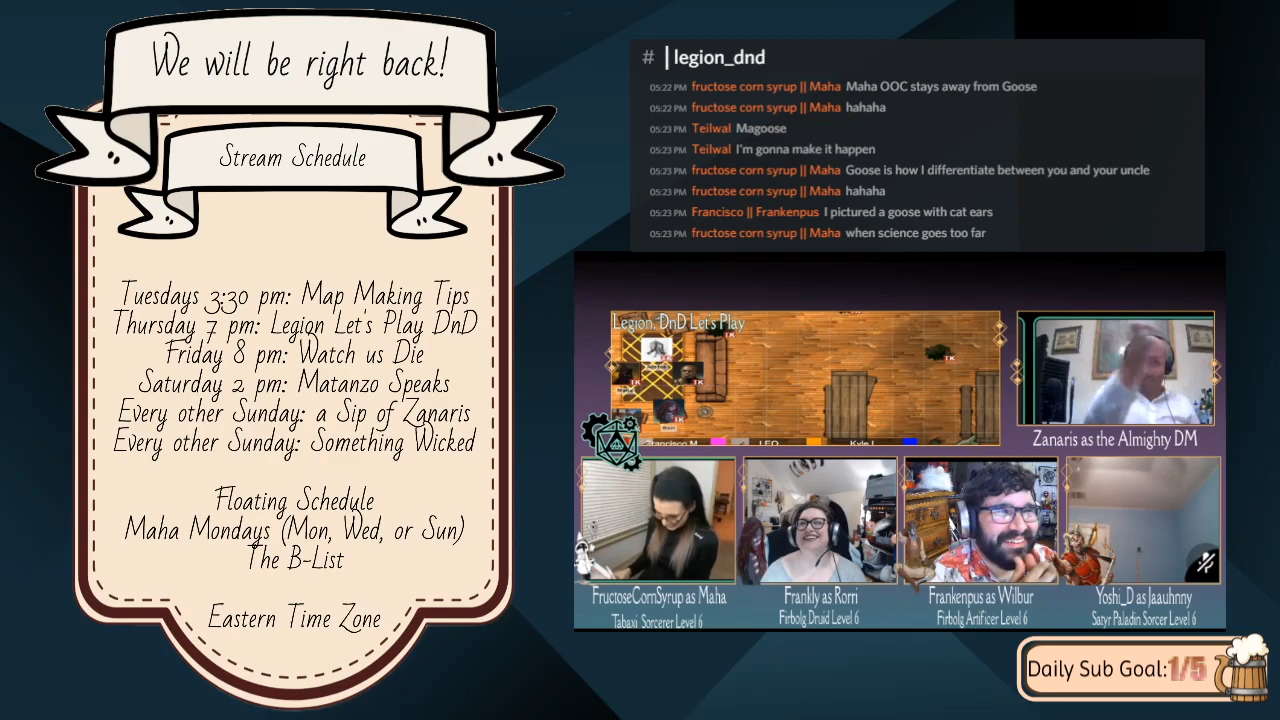 We will be right back!
Stream Schedule
Tuesdays 3:30 pm: Map Making Tips
Thursday 7 pm: Legion Let's Play DnD
Friday 8 pm: Watch us Die
Saturday 2 pm: Matanzo Speaks
Every other Sunday: a Sip of Zanaris
Every other Sunday: Something Wicked
Floating Schedule
Maha Mondays (Mon, Wed, or Sun)
The B-List
Eastern Time Zone
# | legion_dnd
05:22 PM fructose corn syrup || Maha Maha OOC stays away from Goose
05:22 PM fructose corn syrup || Maha hahaha
05:23 PM Teilwal Magoose
05:23 PM Teilwal I'm gonna make it happen
05:23 PM fructose corn syrup || Maha Goose is how I differentiate between you and your uncle
05:23 PM fructose corn syrup || Maha hahaha
05:23 PM Francisco || Frankenpus I pictured a goose with cat ears
05:23 PM fructose corn syrup || Maha when science goes too far
Legion. DnD Let's Play
TK
TK
TK
TK
Francisco M LEO Kyle L
Zanaris as the Almighty DM
FructoseCornSyrup as Maha
Tabaxi Sorcerer Level 6
Frankly as Rorri
Firbolg Druid Level 6
Frankenpus as Wilbur
Firbolg Artificer Level 6
Yoshi_D as Jaauhnny
Satyr Paladin Sorcer Level 6
Daily Sub Goal: 1/5